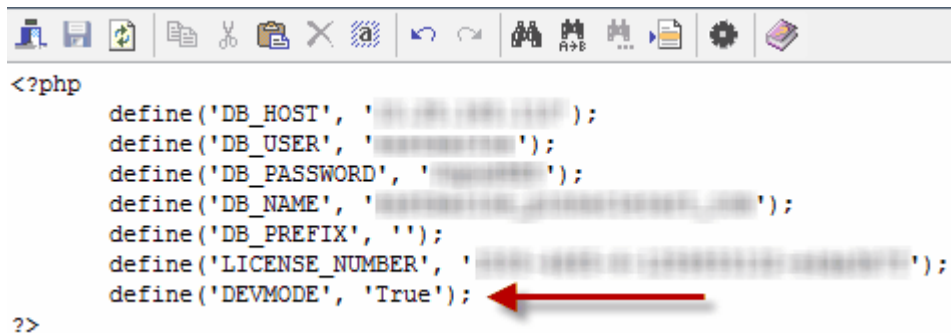 A→B
<?php
define('DB_HOST', '');
define('DB_USER', '');
define('DB_PASSWORD', '');
define('DB_NAME', '');
define('DB_PREFIX', '');
define('LICENSE_NUMBER', '');
define('DEVMODE', 'True');
?>